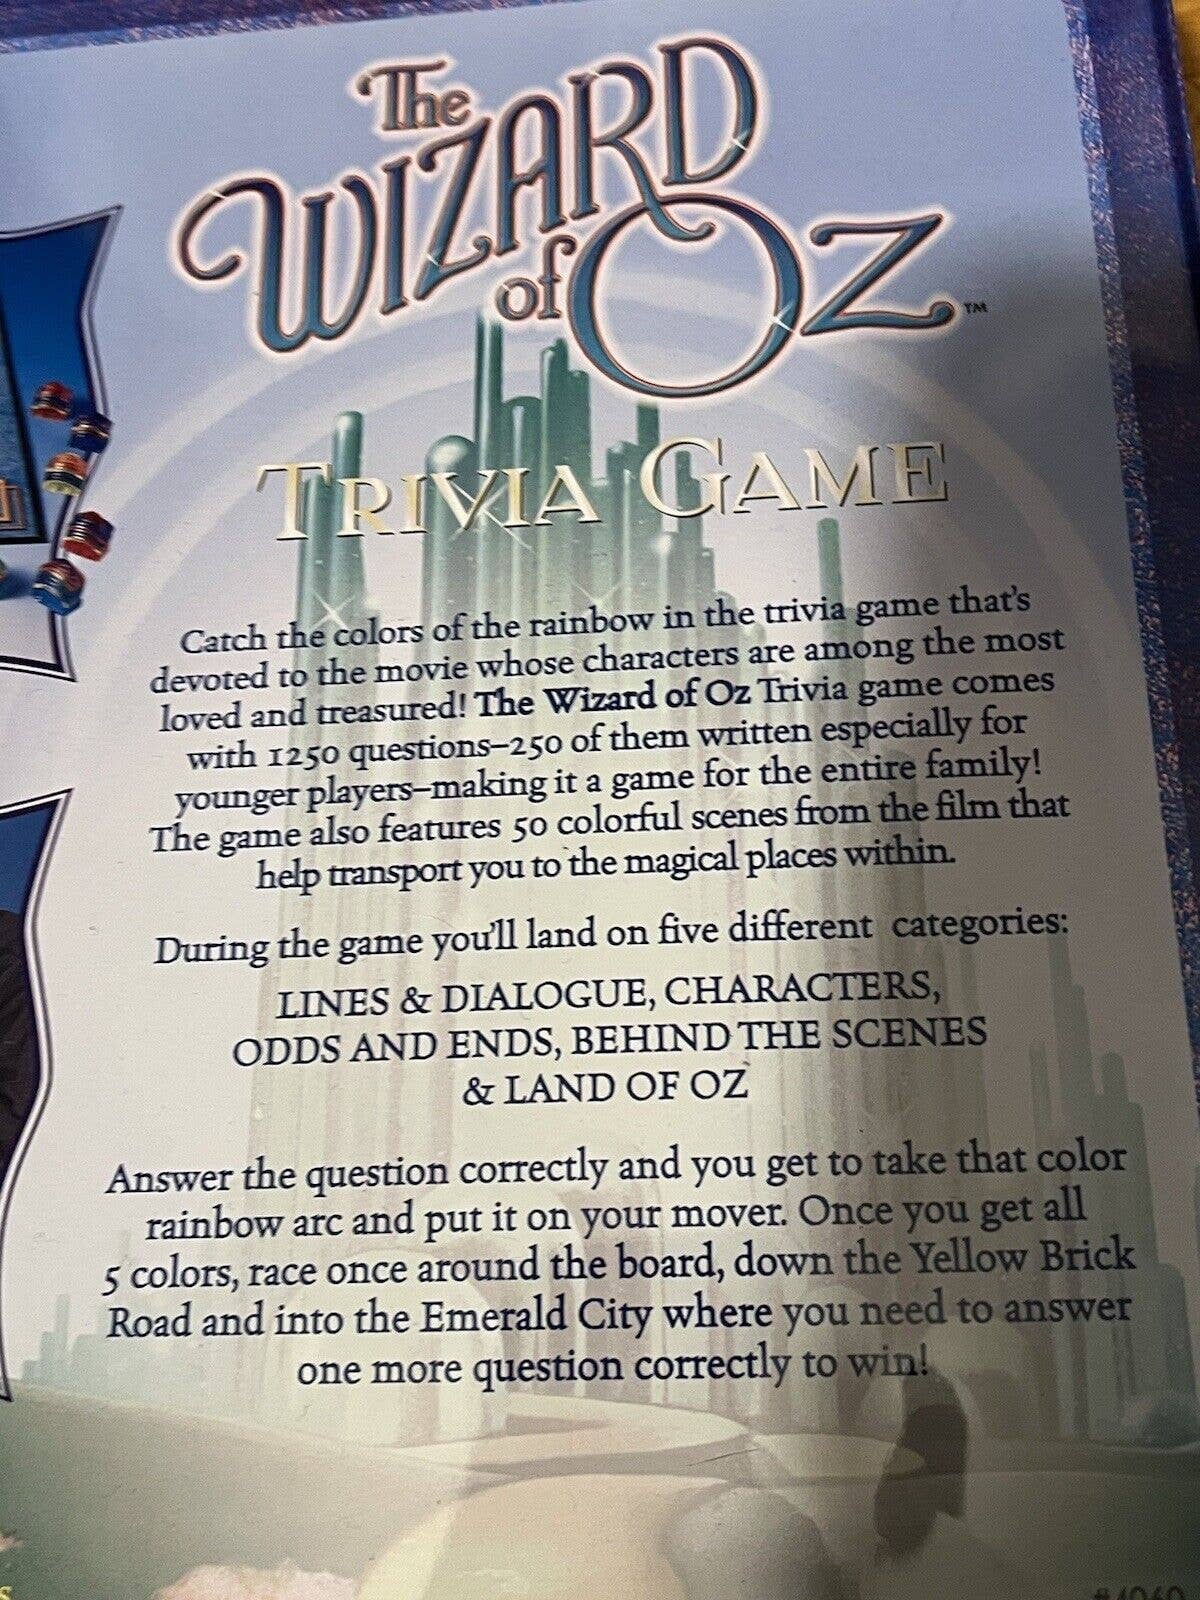 The
WIZARD
of OZ™
TRIVIA GAME
Catch the colors of the rainbow in the trivia game that's
devoted to the movie whose characters are among the most
loved and treasured! The Wizard of Oz Trivia game comes
with 1250 questions–250 of them written especially for
younger players–making it a game for the entire family!
The game also features 50 colorful scenes from the film that
help transport you to the magical places within.
During the game you'll land on five different categories:
LINES & DIALOGUE, CHARACTERS,
ODDS AND ENDS, BEHIND THE SCENES
& LAND OF OZ
Answer the question correctly and you get to take that color
rainbow arc and put it on your mover. Once you get all
5 colors, race once around the board, down the Yellow Brick
Road and into the Emerald City where you need to answer
one more question correctly to win!